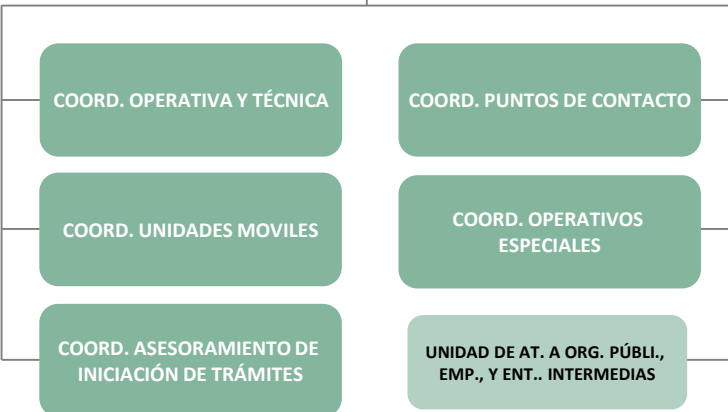 COORD. OPERATIVA Y TÉCNICA
COORD. PUNTOS DE CONTACTO
COORD. UNIDADES MOVILES
COORD. OPERATIVOS
ESPECIALES
COORD. ASESORAMIENTO DE
INICIACIÓN DE TRÁMITES
UNIDAD DE AT. A ORG. PÚBLI.,
EMP., Y ENT.. INTERMEDIAS